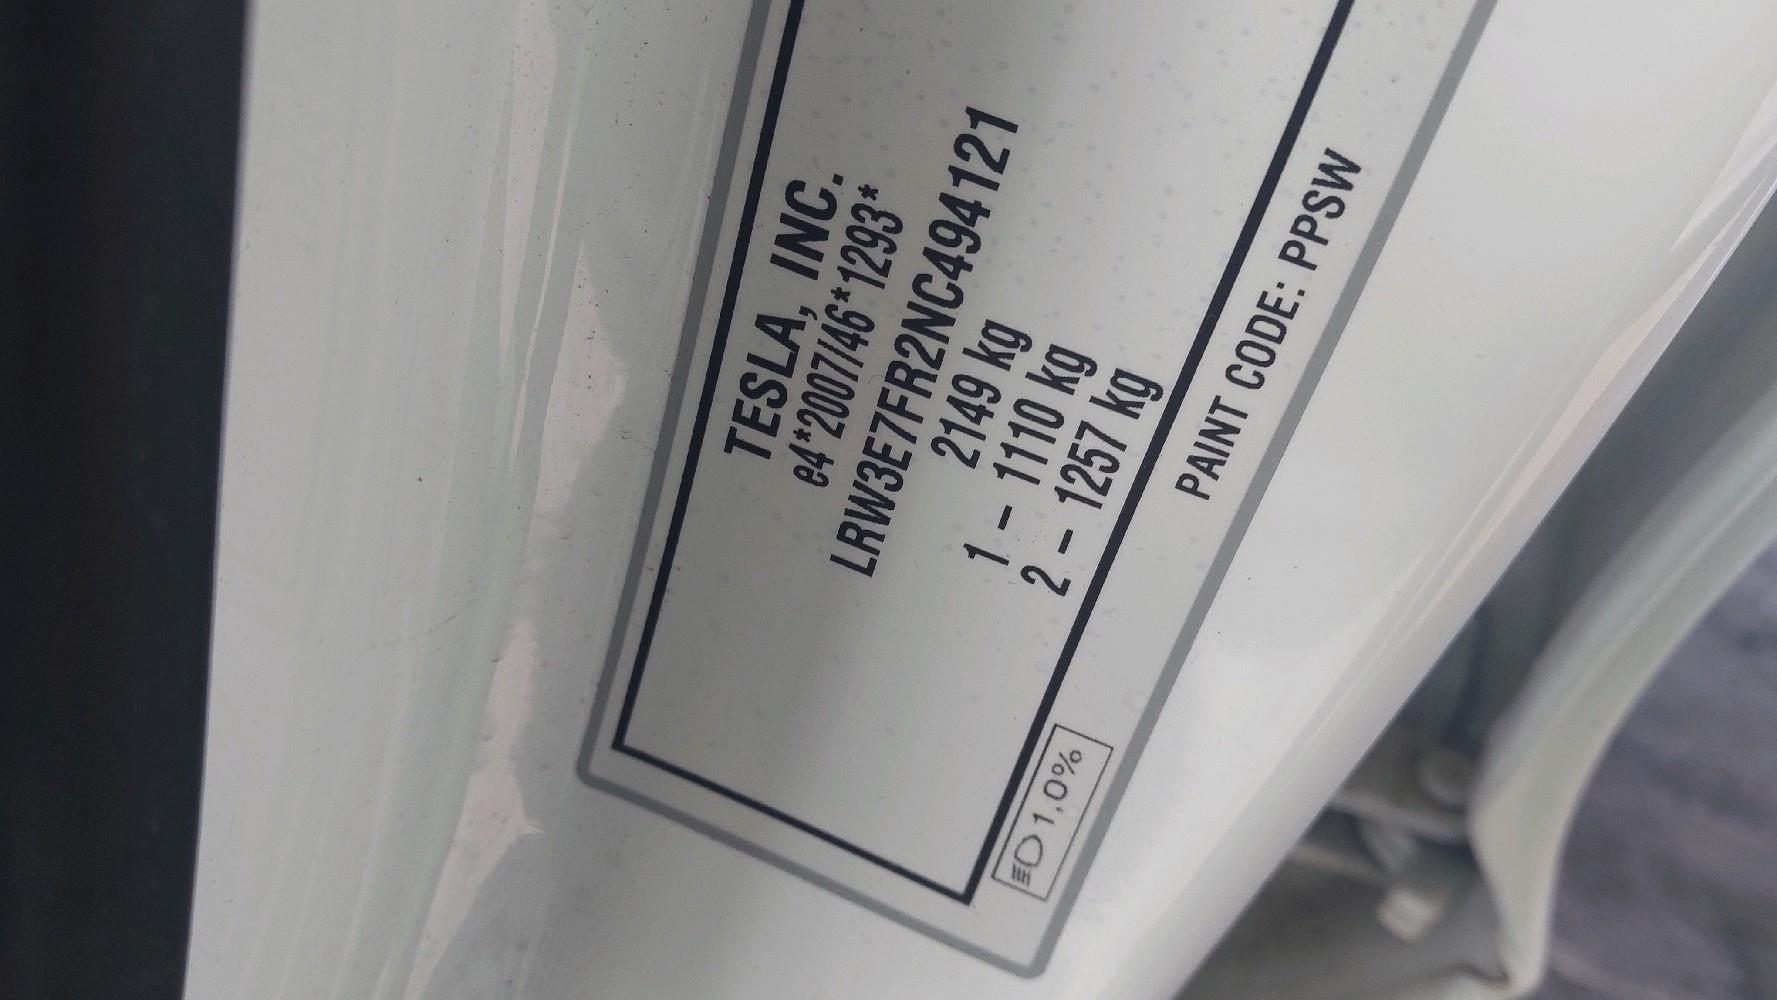 TESLA, INC.
e4*2007/46*1293*
LRW3E7FR2NC494121
2149 kg
1 – 1110 kg
2 – 1257 kg
PAINT CODE: PPSW
1,0%